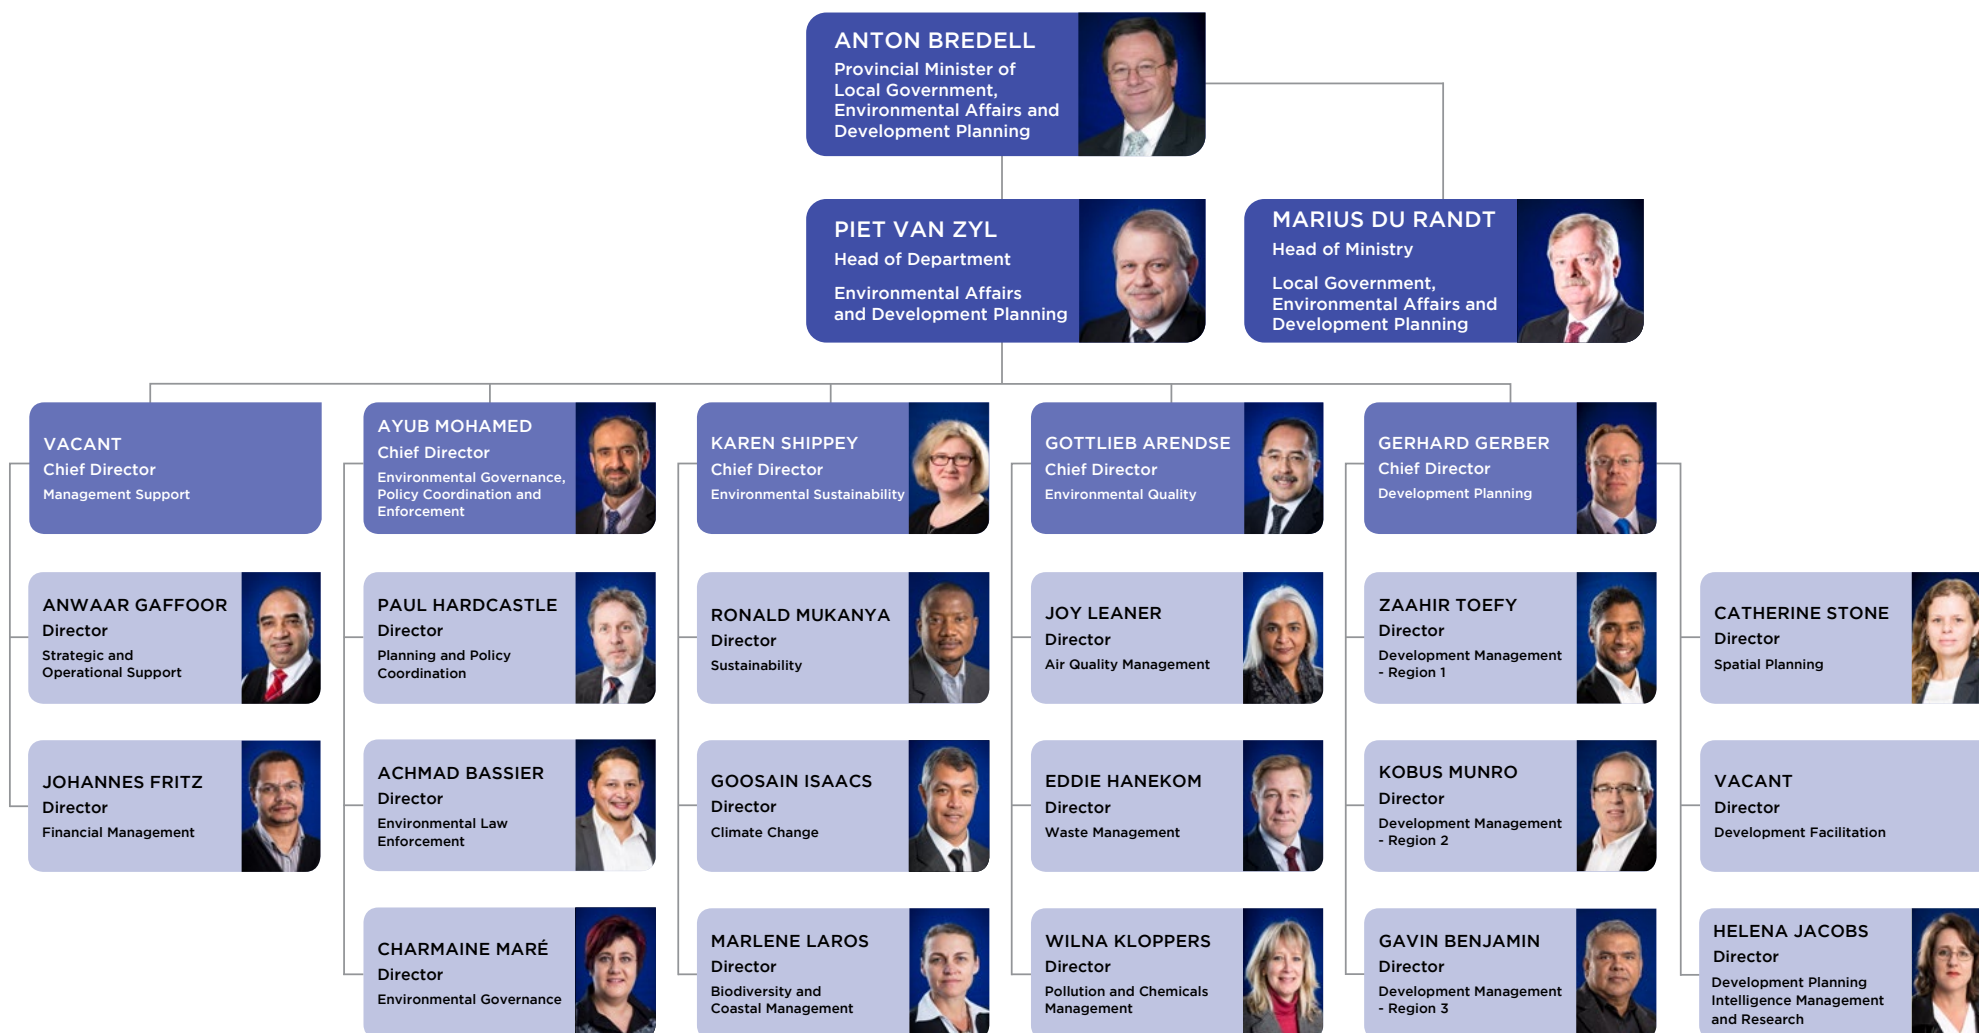 ANTON BREDELL
Provincial Minister of
Local Government,
Environmental Affairs and
Development Planning
PIET VAN ZYL
Head of Department
Environmental Affairs
and Development Planning
MARIUS DU RANDT
Head of Ministry
Local Government,
Environmental Affairs and
Development Planning
VACANT
Chief Director
Management Support
AYUB MOHAMED
Chief Director
Environmental Governance,
Policy Coordination and
Enforcement
KAREN SHIPPEY
Chief Director
Environmental Sustainability
GOTTLIEB ARENDSE
Chief Director
Environmental Quality
GERHARD GERBER
Chief Director
Development Planning
ANWAAR GAFFOOR
Director
Strategic and
Operational Support
PAUL HARDCASTLE
Director
Planning and Policy
Coordination
RONALD MUKANYA
Director
Sustainability
JOY LEANER
Director
Air Quality Management
ZAAHIR TOEFY
Director
Development Management
- Region 1
CATHERINE STONE
Director
Spatial Planning
JOHANNES FRITZ
Director
Financial Management
ACHMAD BASSIER
Director
Environmental Law
Enforcement
GOOSAIN ISAACS
Director
Climate Change
EDDIE HANEKOM
Director
Waste Management
KOBUS MUNRO
Director
Development Management
- Region 2
VACANT
Director
Development Facilitation
CHARMAINE MARÉ
Director
Environmental Governance
MARLENE LAROS
Director
Biodiversity and
Coastal Management
WILNA KLOPPERS
Director
Pollution and Chemicals
Management
GAVIN BENJAMIN
Director
Development Management
- Region 3
HELENA JACOBS
Director
Development Planning
Intelligence Management
and Research